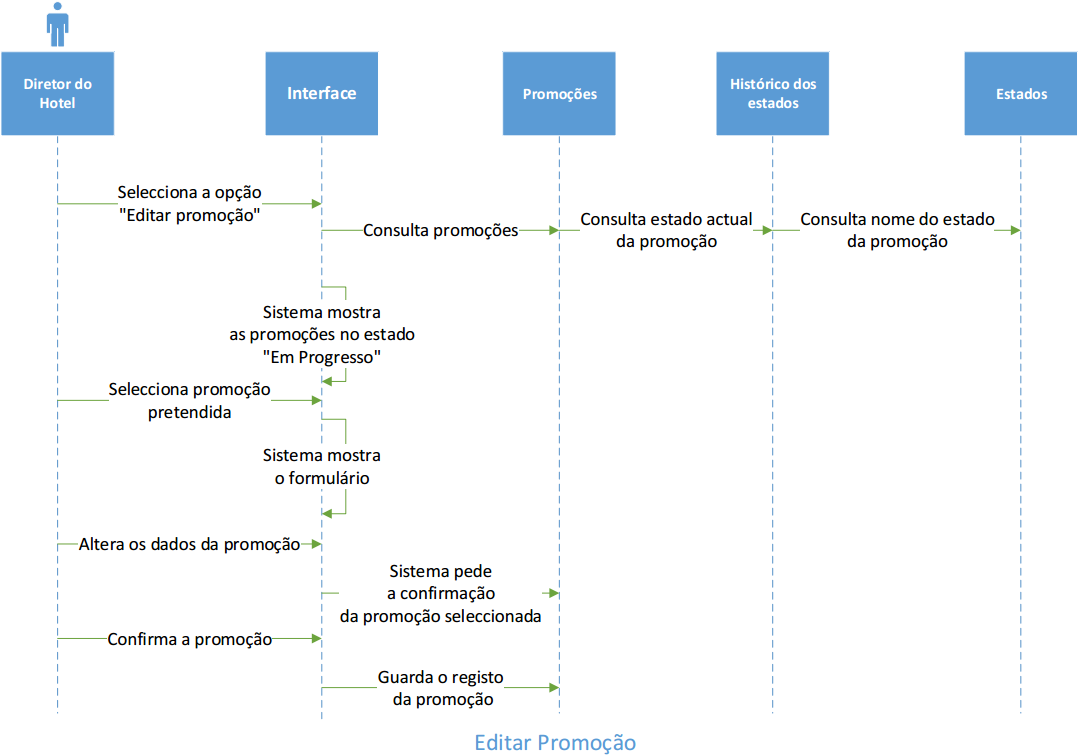 Diretor do
Hotel
Interface
Promoções
Histórico dos
estados
Estados
Selecciona a opção
"Editar promoção"
Consulta promoções
Consulta estado actual
da promoção
Consulta nome do estado
da promoção
Sistema mostra
as promoções no estado
"Em Progresso"
Selecciona promoção
pretendida
Sistema mostra
o formulário
Altera os dados da promoção
Sistema pede
a confirmação
da promoção seleccionada
Confirma a promoção
Guarda o registo
da promoção
Editar Promoção